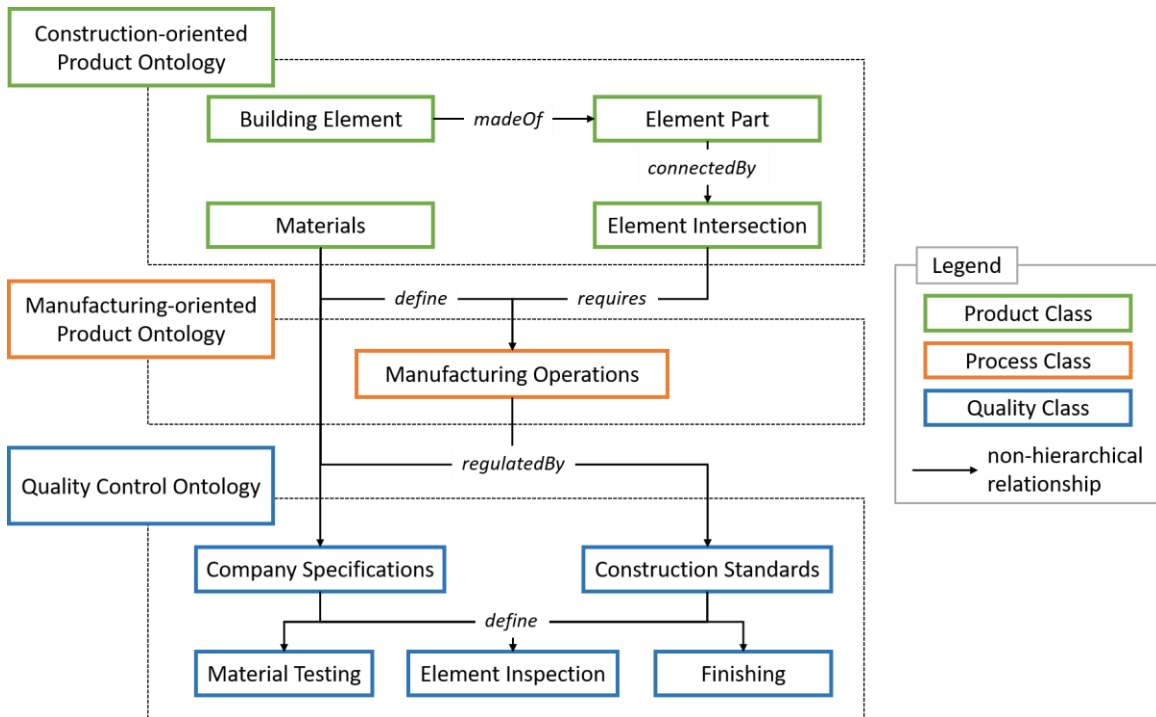 Construction-oriented
Product Ontology
Building Element
madeOf
Element Part
connectedBy
Materials
Element Intersection
Legend
Manufacturing-oriented
Product Ontology
define
requires
Product Class
Manufacturing Operations
Process Class
Quality Class
Quality Control Ontology
regulatedBy
non-hierarchical
relationship
Company Specifications
Construction Standards
define
Material Testing
Element Inspection
Finishing